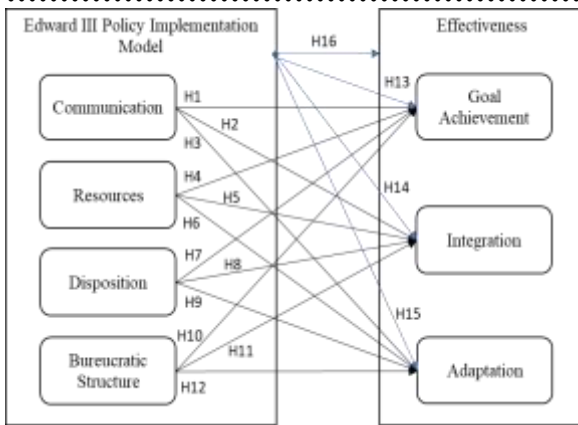 Edward III Policy Implementation
Model
Effectiveness
H16
H13
Communication
H1
H2
H3
Goal
Achievement
Resources
H4
H5
H6
H14
Integration
Disposition
H7
H8
H9
H15
Bureucratic
Structure
H10
H11
H12
Adaptation